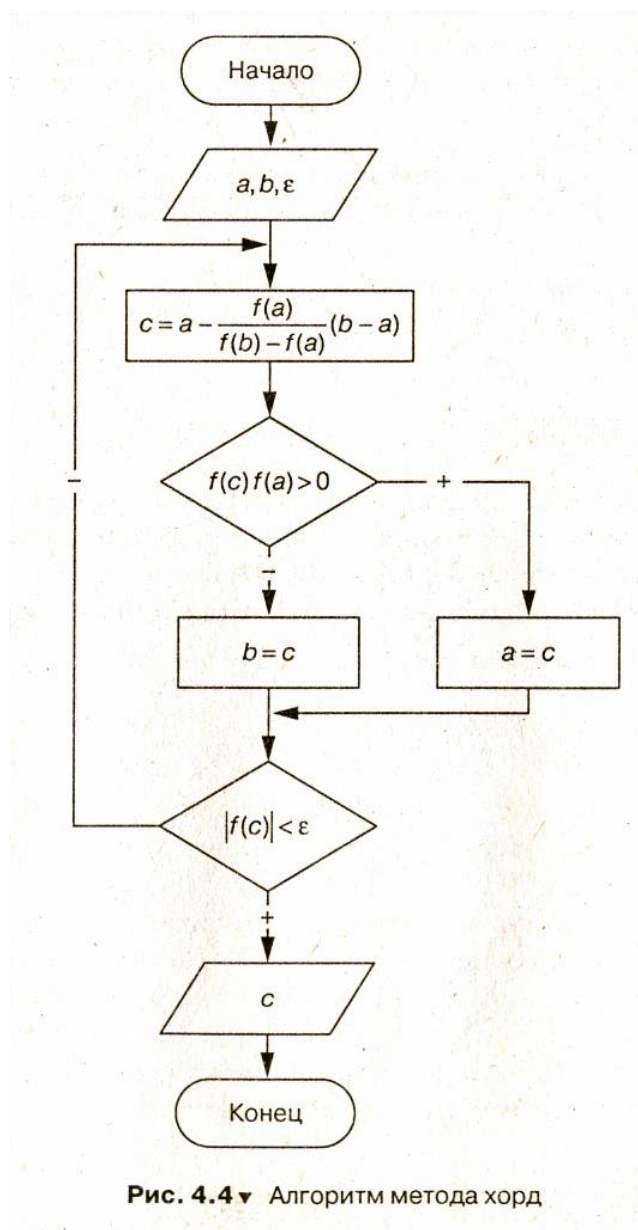 Начало
a, b, ε
c = a - f(a) / (f(b) - f(a)) (b - a)
f(c) f(a) > 0
+
−
−
b = c
a = c
|f(c)| < ε
+
c
Конец
Рис. 4.4 ▾ Алгоритм метода хорд